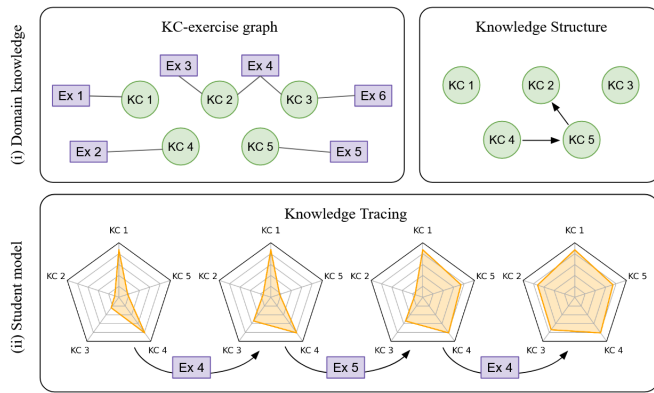 (i) Domain knowledge
KC-exercise graph
Ex 3
Ex 4
Ex 1
KC 1
KC 2
KC 3
Ex 6
Ex 2
KC 4
KC 5
Ex 5
Knowledge Structure
KC 1
KC 2
KC 3
KC 4
KC 5
(ii) Student model
Knowledge Tracing
KC 1
KC 2
KC 5
KC 3
KC 4
KC 1
KC 2
KC 5
KC 3
KC 4
KC 1
KC 2
KC 5
KC 3
KC 4
KC 1
KC 2
KC 5
KC 3
KC 4
Ex 4
Ex 5
Ex 4